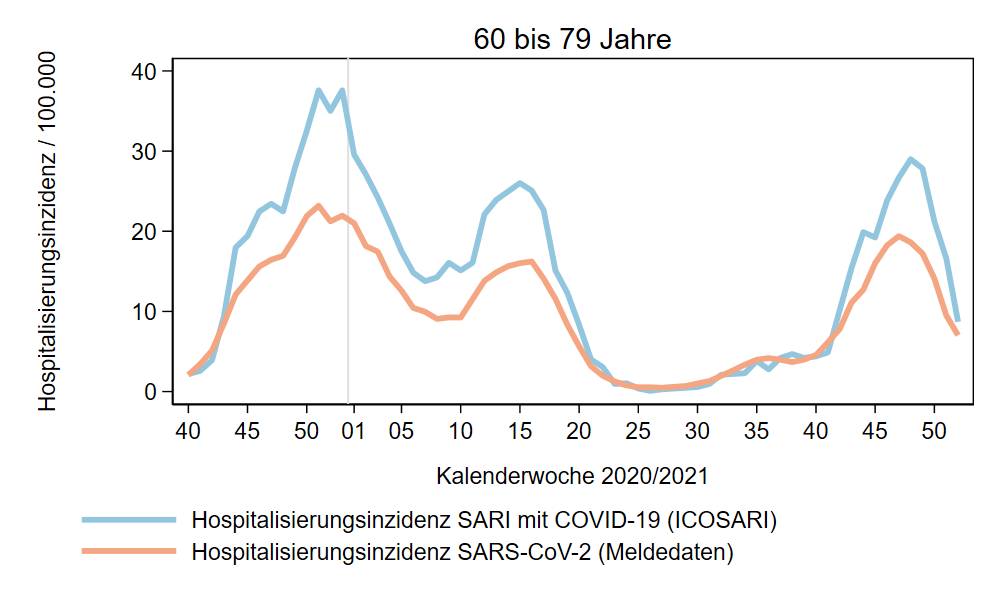 60 bis 79 Jahre
Hospitalisierungsinzidenz / 100.000
40
30
20
10
0
40 45 50 01 05 10 15 20 25 30 35 40 45 50
Kalenderwoche 2020/2021
Hospitalisierungsinzidenz SARI mit COVID-19 (ICOSARI)
Hospitalisierungsinzidenz SARS-CoV-2 (Meldedaten)